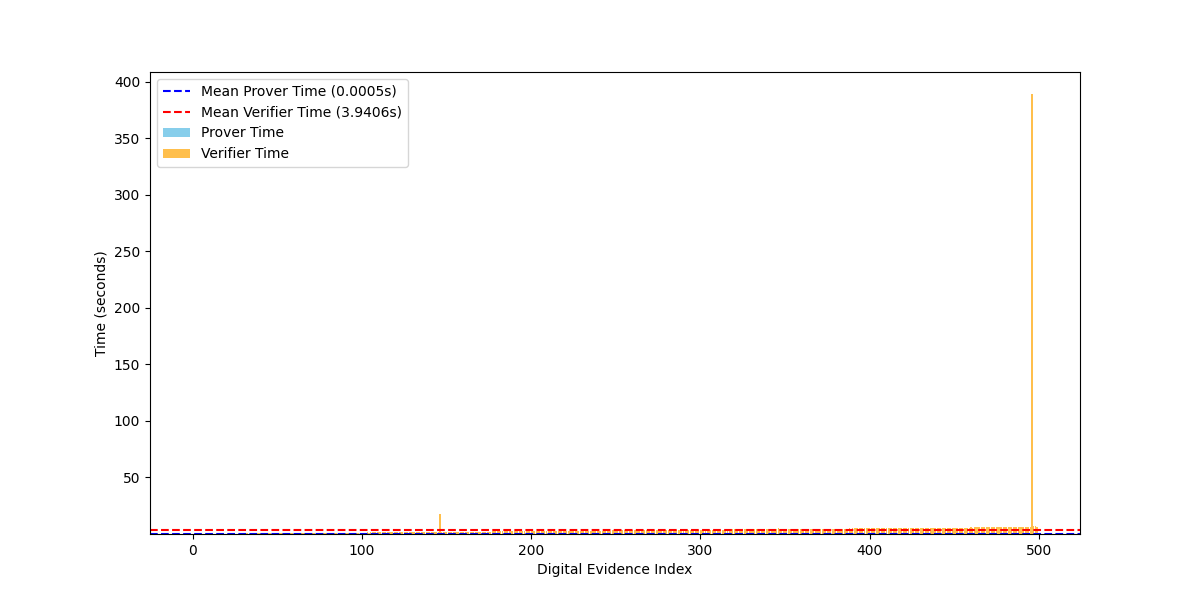 Mean Prover Time (0.0005s)
Mean Verifier Time (3.9406s)
Prover Time
Verifier Time
400
350
300
250
200
150
100
50
Time (seconds)
0
100
200
300
400
500
Digital Evidence Index